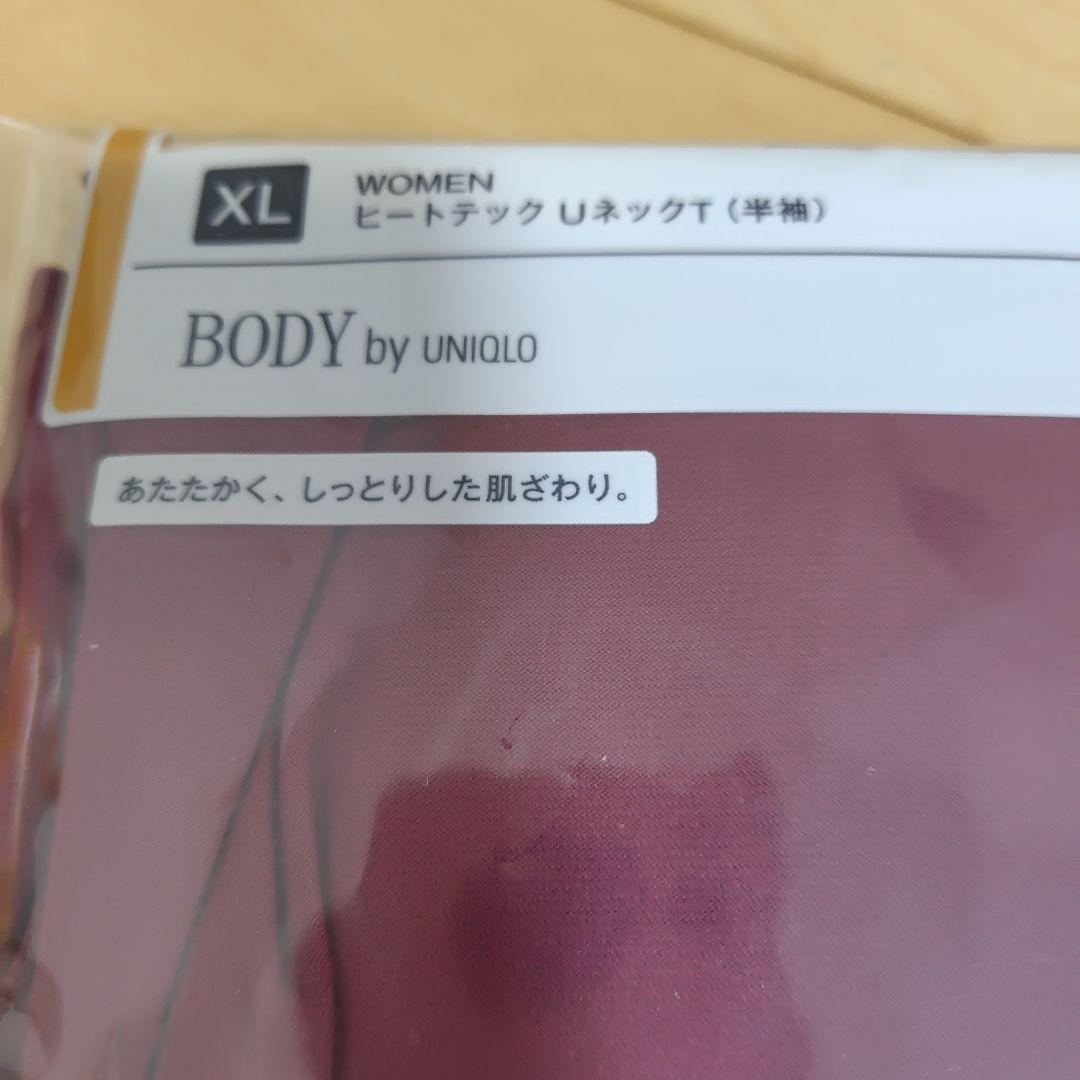 XL
WOMEN
ヒートテック UネックT（半袖）
BODY by UNIQLO
あたたかく、しっとりした肌ざわり。